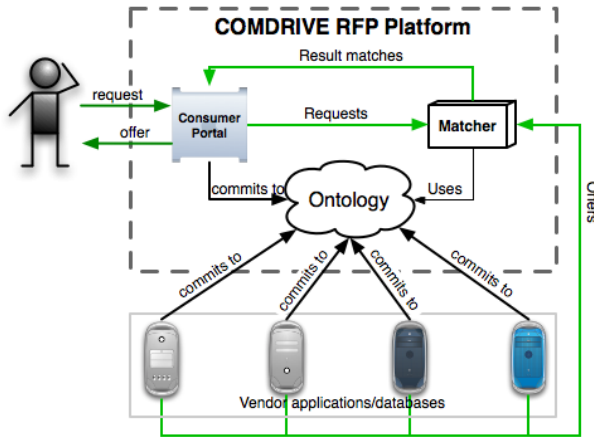 COMDRIVE RFP Platform
Result matches
request
Consumer
Portal
Requests
Matcher
offer
commits to
Uses
Ontology
Offers
commits to
commits to
commits to
commits to
Vendor applications/databases